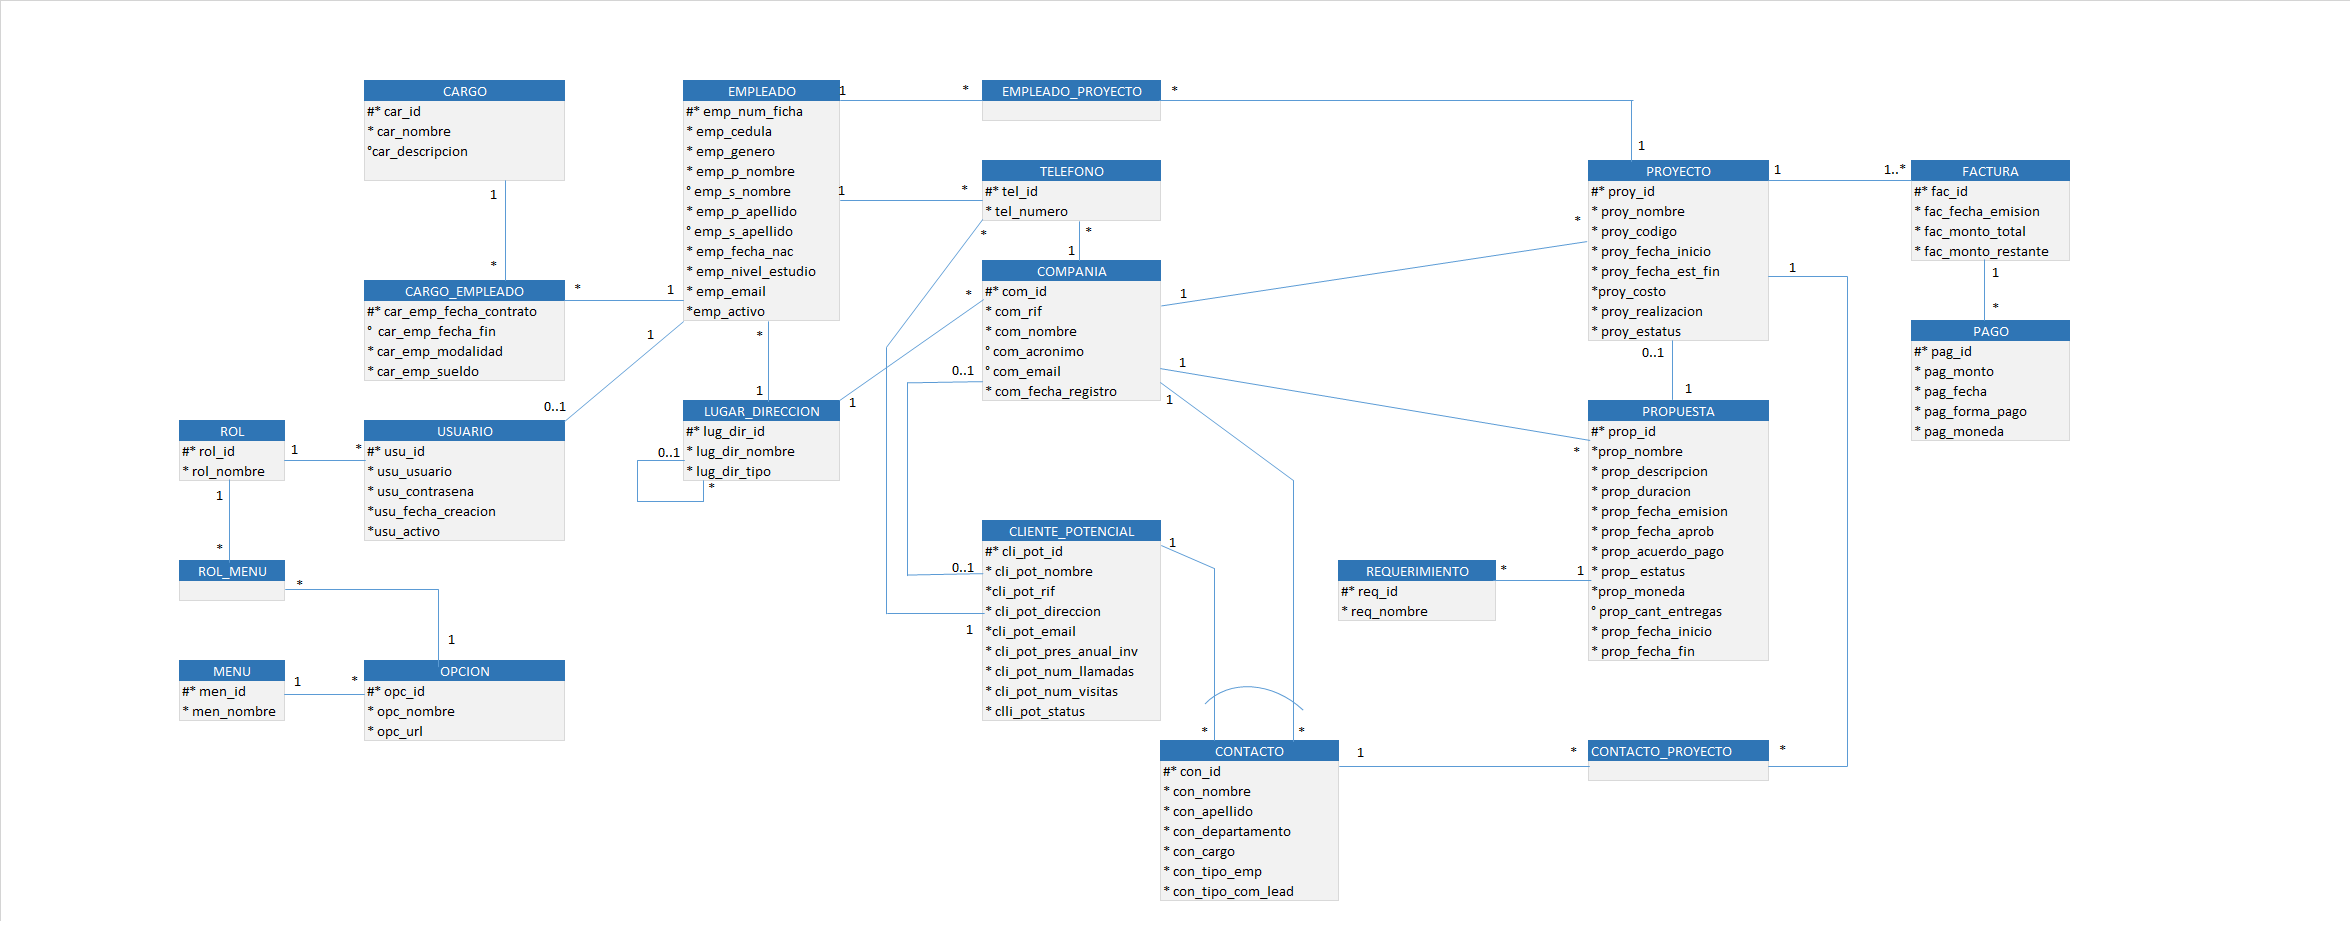 CARGO
#* car_id
* car_nombre
°car_descripcion
1
*
CARGO_EMPLEADO
#* car_emp_fecha_contrato
° car_emp_fecha_fin
* car_emp_modalidad
* car_emp_sueldo
*
1
EMPLEADO
#* emp_num_ficha
* emp_cedula
* emp_genero
* emp_p_nombre
° emp_s_nombre
* emp_p_apellido
° emp_s_apellido
* emp_fecha_nac
* emp_nivel_estudio
* emp_email
*emp_activo
1
*
1
*
1
0..1
*
1
EMPLEADO_PROYECTO
*
1
TELEFONO
#* tel_id
* tel_numero
*
*
1
COMPANIA
#* com_id
* com_rif
* com_nombre
° com_acronimo
° com_email
* com_fecha_registro
*
1
0..1
1
*
1
*
1
LUGAR_DIRECCION
#* lug_dir_id
* lug_dir_nombre
* lug_dir_tipo
0..1
*
ROL
#* rol_id
* rol_nombre
1
*
1
*
USUARIO
#* usu_id
* usu_usuario
* usu_contrasena
*usu_fecha_creacion
*usu_activo
ROL_MENU
*
1
MENU
#* men_id
* men_nombre
1
*
OPCION
#* opc_id
* opc_nombre
* opc_url
CLIENTE_POTENCIAL
#* cli_pot_id
* cli_pot_nombre
*cli_pot_rif
* cli_pot_direccion
*cli_pot_email
* cli_pot_pres_anual_inv
* cli_pot_num_llamadas
* cli_pot_num_visitas
* clli_pot_status
0..1
1
1
*
*
CONTACTO
#* con_id
* con_nombre
* con_apellido
* con_departamento
* con_cargo
* con_tipo_emp
* con_tipo_com_lead
1
*
CONTACTO_PROYECTO
*
1
PROYECTO
#* proy_id
* proy_nombre
* proy_codigo
* proy_fecha_inicio
* proy_fecha_est_fin
*proy_costo
* proy_realizacion
* proy_estatus
1
1..*
0..1
1
PROPUESTA
#* prop_id
*prop_nombre
* prop_descripcion
* prop_duracion
* prop_fecha_emision
* prop_fecha_aprob
* prop_acuerdo_pago
* prop_ estatus
*prop_moneda
° prop_cant_entregas
* prop_fecha_inicio
* prop_fecha_fin
REQUERIMIENTO
#* req_id
* req_nombre
*
1
FACTURA
#* fac_id
* fac_fecha_emision
* fac_monto_total
* fac_monto_restante
1
*
PAGO
#* pag_id
* pag_monto
* pag_fecha
* pag_forma_pago
* pag_moneda